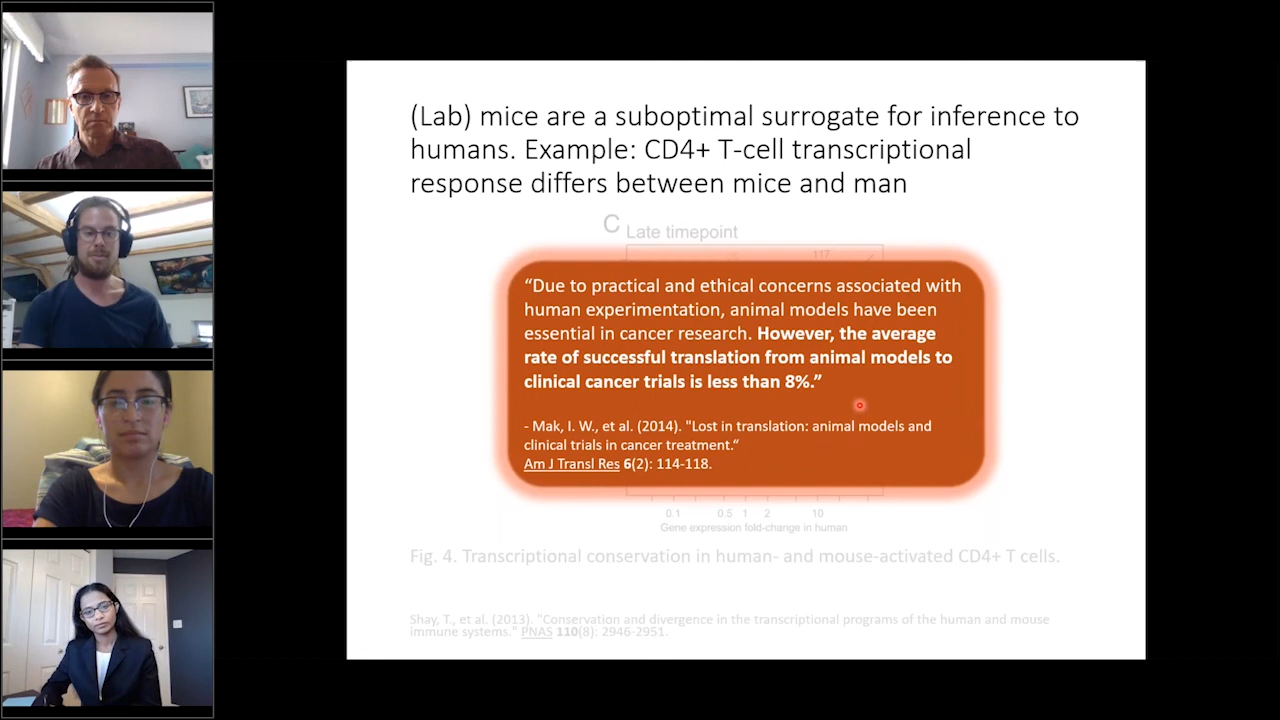 (Lab) mice are a suboptimal surrogate for inference to
humans. Example: CD4+ T-cell transcriptional
response differs between mice and man
C Late timepoint
117
“Due to practical and ethical concerns associated with
human experimentation, animal models have been
essential in cancer research. However, the average
rate of successful translation from animal models to
clinical cancer trials is less than 8%.”
- Mak, I. W., et al. (2014). "Lost in translation: animal models and
clinical trials in cancer treatment.“
Am J Transl Res 6(2): 114-118.
0.1 0.5 1 2 10
Gene expression fold-change in human
Fig. 4. Transcriptional conservation in human- and mouse-activated CD4+ T cells.
Shay, T., et al. (2013). "Conservation and divergence in the transcriptional programs of the human and mouse
immune systems." PNAS 110(8): 2946-2951.